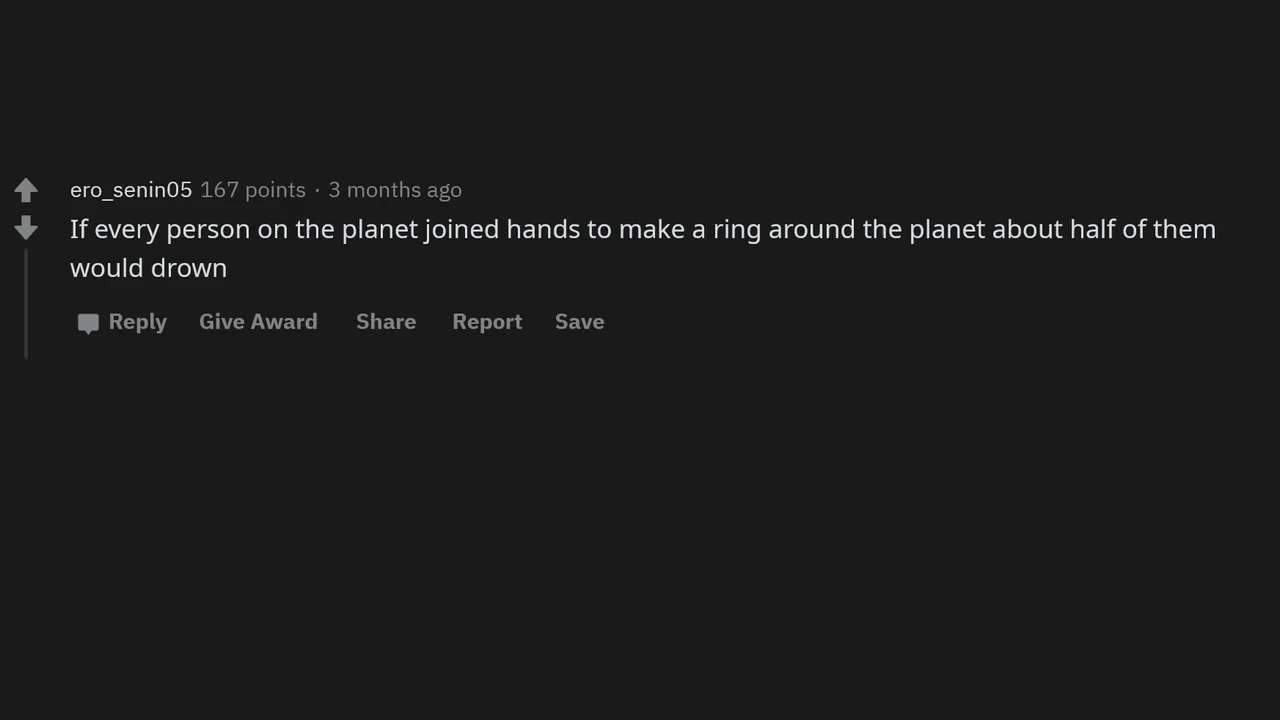 ero_senin05 167 points · 3 months ago
If every person on the planet joined hands to make a ring around the planet about half of them
would drown
Reply Give Award Share Report Save